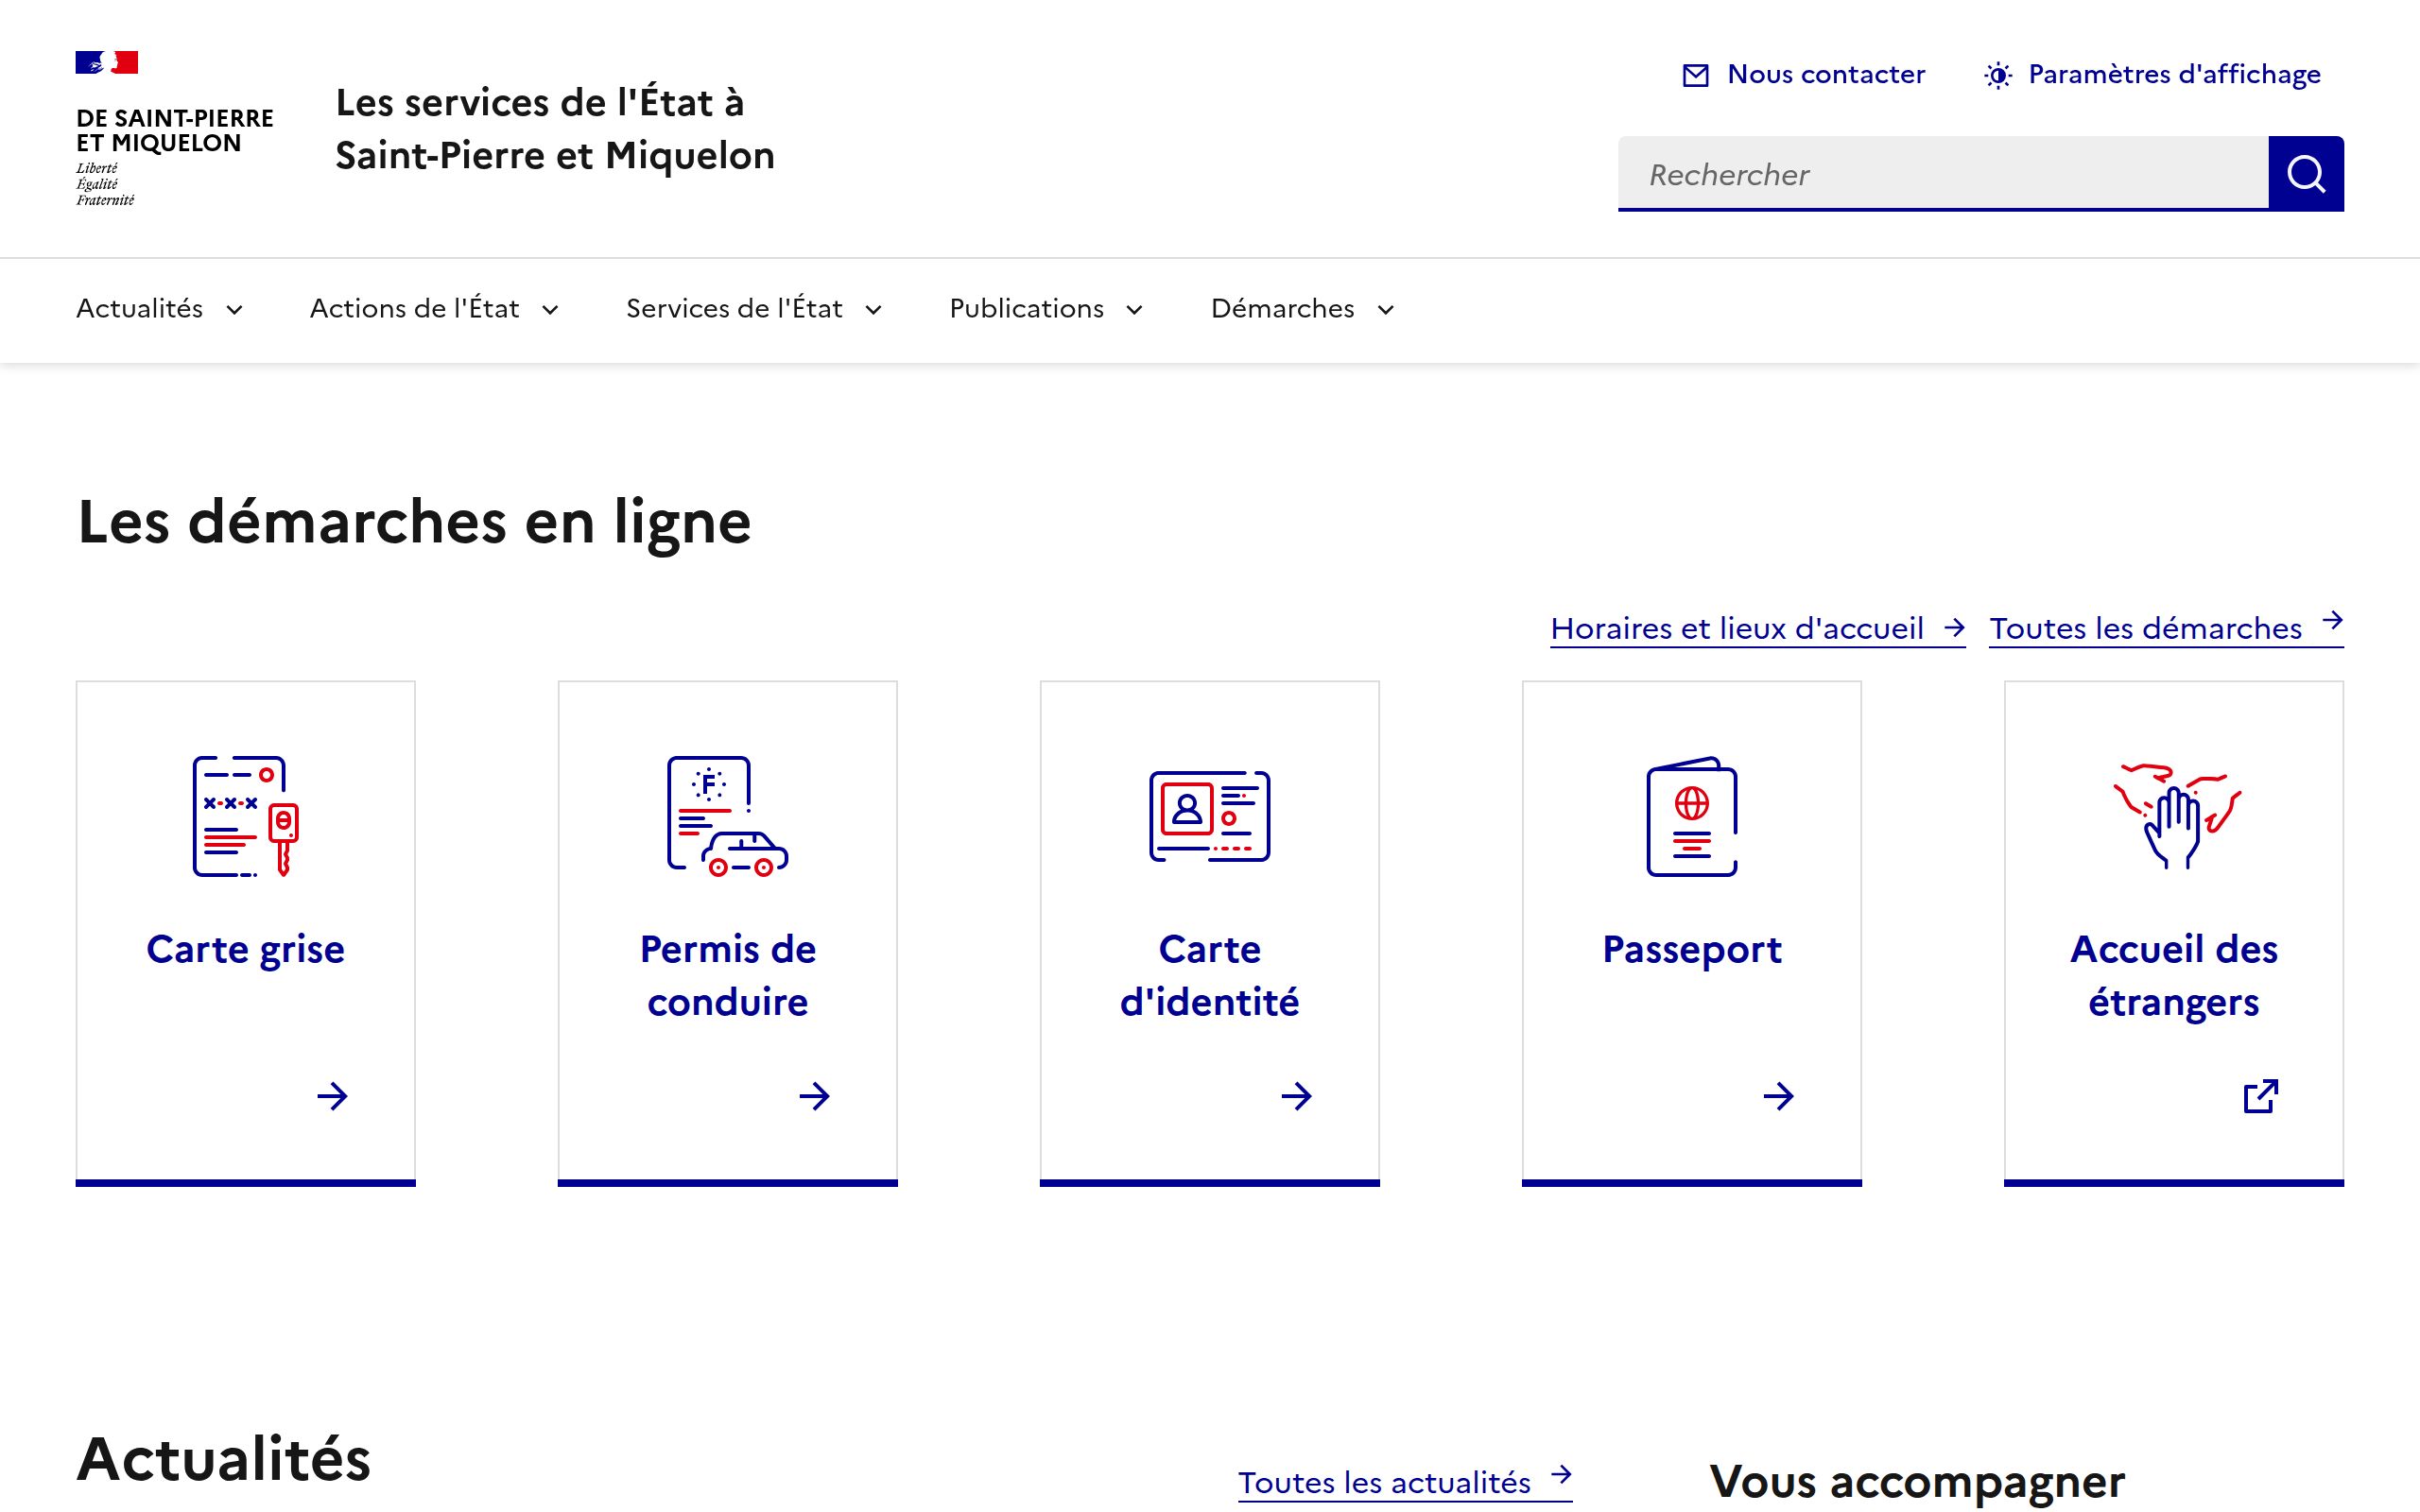 DE SAINT-PIERRE
ET MIQUELON
Liberté
Égalité
Fraternité
Les services de l'État à
Saint-Pierre et Miquelon
Nous contacter
Paramètres d'affichage
Rechercher
Actualités
Actions de l'État
Services de l'État
Publications
Démarches
Les démarches en ligne
Horaires et lieux d'accueil
Toutes les démarches
F
Carte grise
Permis de
conduire
Carte
d'identité
Passeport
Accueil des
étrangers
Actualités
Toutes les actualités
Vous accompagner